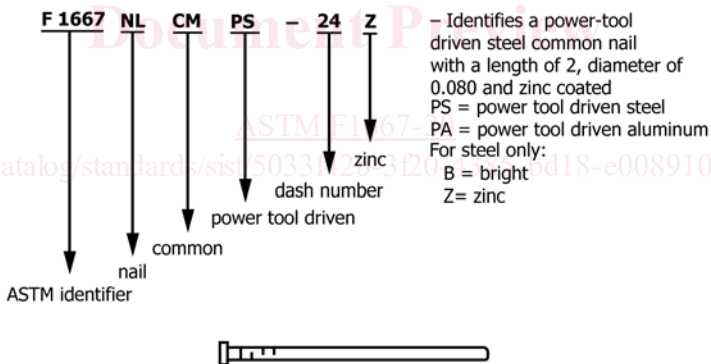 F 1667 NL CM PS – 24 Z
– Identifies a power-tool
driven steel common nail
with a length of 2, diameter of
0.080 and zinc coated
PS = power tool driven steel
PA = power tool driven aluminum
For steel only:
B = bright
Z= zinc
zinc
dash number
power tool driven
common
nail
ASTM identifier
Document Preview